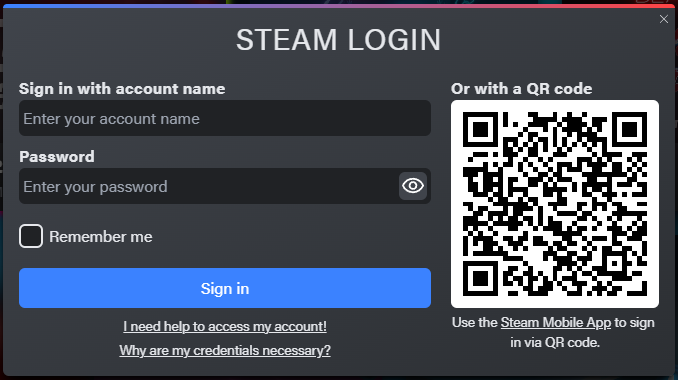 STEAM LOGIN
Sign in with account name
Enter your account name
Password
Enter your password
Remember me
Sign in
I need help to access my account!
Why are my credentials necessary?
Or with a QR code
Use the Steam Mobile App to sign
in via QR code.